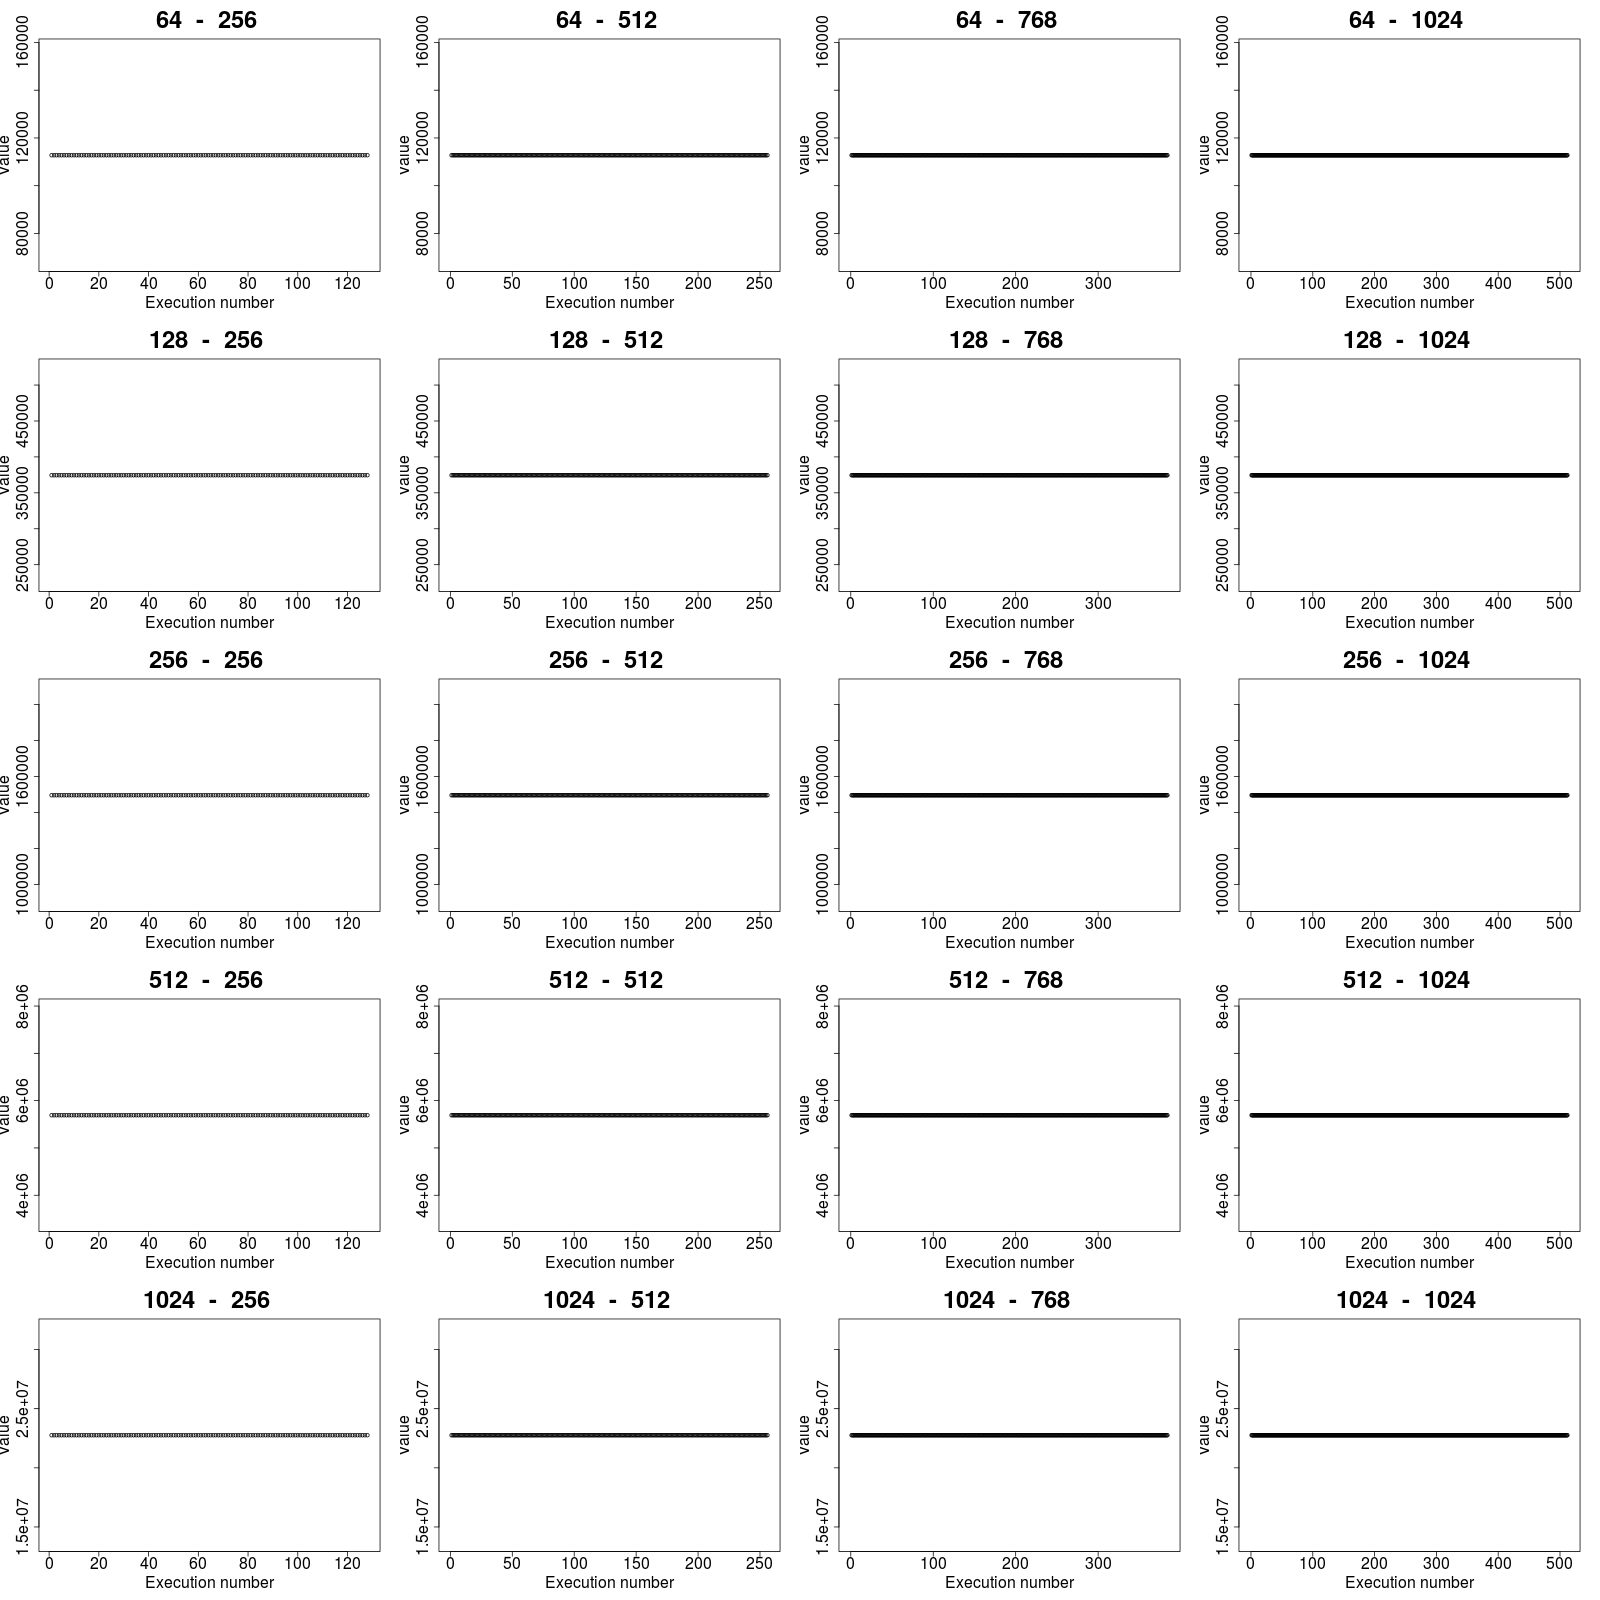 64 - 256
64 - 512
64 - 768
64 - 1024
value
80000 120000 160000
0 20 40 60 80 100 120
Execution number
value
80000 120000 160000
0 50 100 150 200 250
Execution number
value
80000 120000 160000
0 100 200 300
Execution number
value
80000 120000 160000
0 100 200 300 400 500
Execution number
128 - 256
128 - 512
128 - 768
128 - 1024
value
250000 350000 450000
0 20 40 60 80 100 120
Execution number
value
250000 350000 450000
0 50 100 150 200 250
Execution number
value
250000 350000 450000
0 100 200 300
Execution number
value
250000 350000 450000
0 100 200 300 400 500
Execution number
256 - 256
256 - 512
256 - 768
256 - 1024
value
1000000 1600000
0 20 40 60 80 100 120
Execution number
value
1000000 1600000
0 50 100 150 200 250
Execution number
value
1000000 1600000
0 100 200 300
Execution number
value
1000000 1600000
0 100 200 300 400 500
Execution number
512 - 256
512 - 512
512 - 768
512 - 1024
value
4e+06 6e+06 8e+06
0 20 40 60 80 100 120
Execution number
value
4e+06 6e+06 8e+06
0 50 100 150 200 250
Execution number
value
4e+06 6e+06 8e+06
0 100 200 300
Execution number
value
4e+06 6e+06 8e+06
0 100 200 300 400 500
Execution number
1024 - 256
1024 - 512
1024 - 768
1024 - 1024
value
1.5e+07 2.5e+07
0 20 40 60 80 100 120
Execution number
value
1.5e+07 2.5e+07
0 50 100 150 200 250
Execution number
value
1.5e+07 2.5e+07
0 100 200 300
Execution number
value
1.5e+07 2.5e+07
0 100 200 300 400 500
Execution number